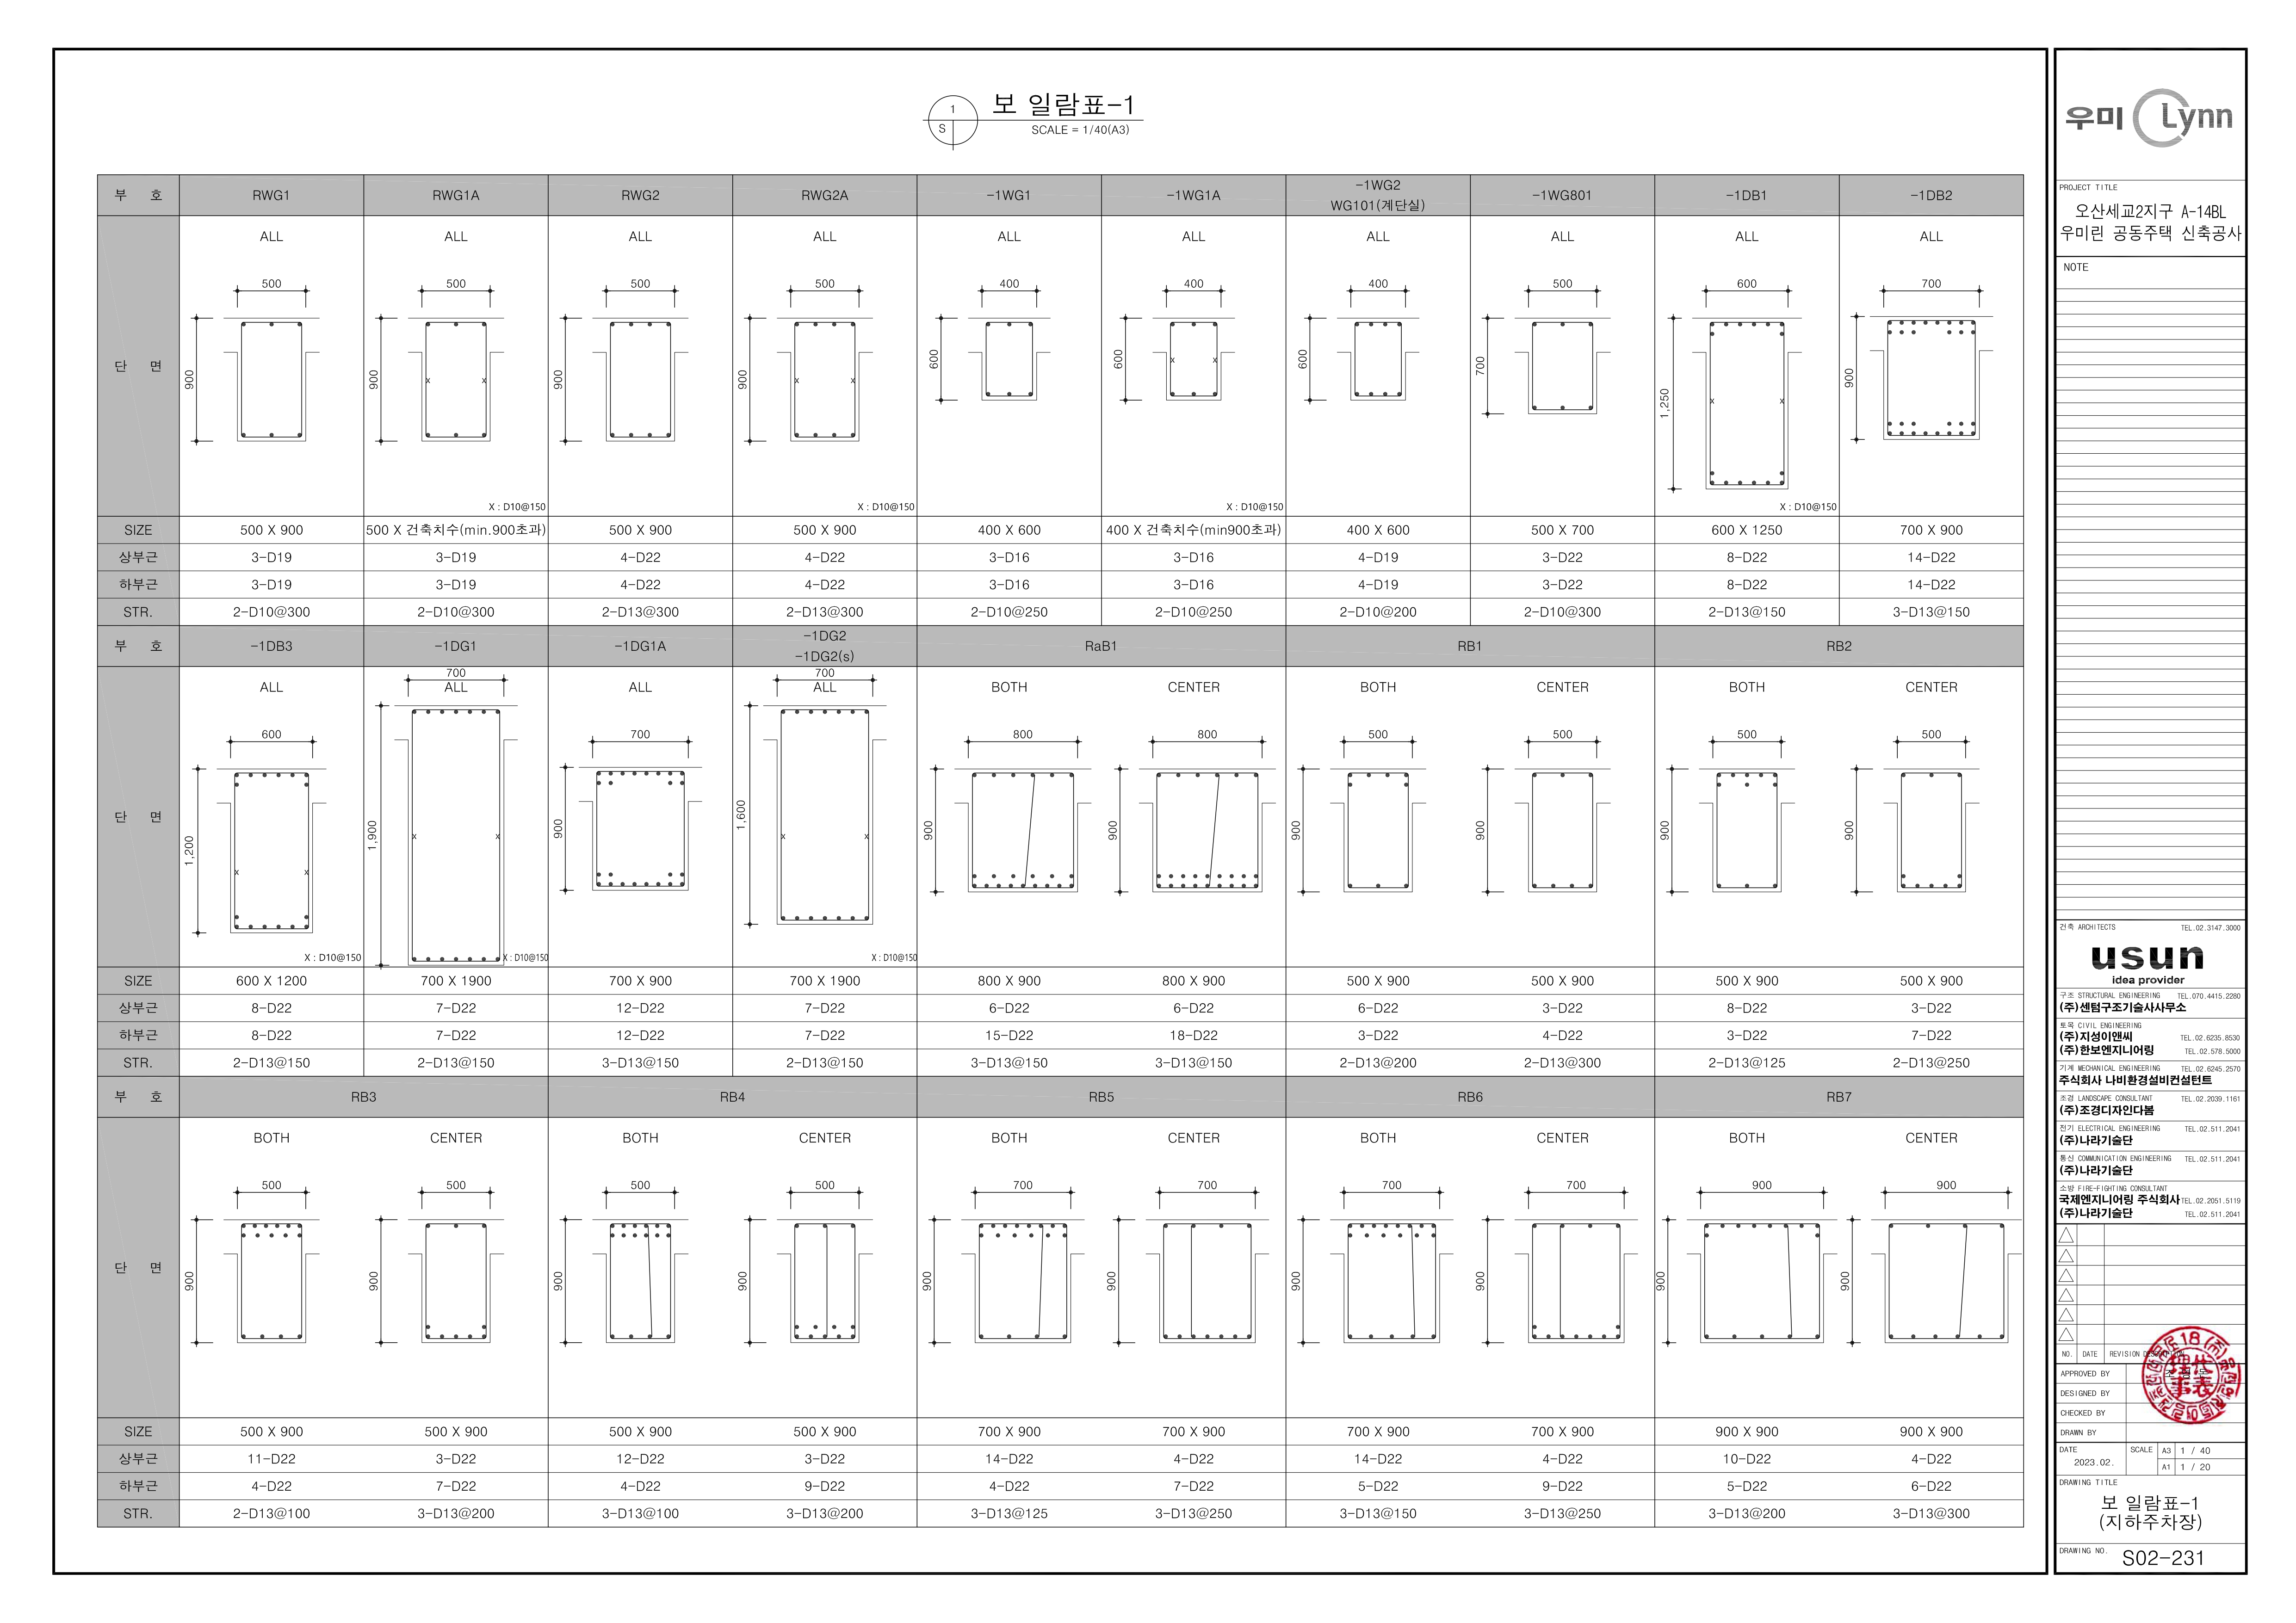 1
S
보 일람표-1
SCALE = 1/40(A3)
부 호 RWG1 RWG1A RWG2 RWG2A -1WG1 -1WG1A -1WG2 WG101(계단실) -1WG801 -1DB1 -1DB2
단 면 ALL ALL ALL ALL ALL ALL ALL ALL ALL ALL
500 500 500 500 400 400 400 500 600 700
900 900 900 900 600 600 600 700 1,250 900
x x x x x x x x
X : D10@150 X : D10@150 X : D10@150 X : D10@150
SIZE 500 X 900 500 X 건축치수(min.900초과) 500 X 900 500 X 900 400 X 600 400 X 건축치수(min900초과) 400 X 600 500 X 700 600 X 1250 700 X 900
상부근 3-D19 3-D19 4-D22 4-D22 3-D16 3-D16 4-D19 3-D22 8-D22 14-D22
하부근 3-D19 3-D19 4-D22 4-D22 3-D16 3-D16 4-D19 3-D22 8-D22 14-D22
STR. 2-D10@300 2-D10@300 2-D13@300 2-D13@300 2-D10@250 2-D10@250 2-D10@200 2-D10@300 2-D13@150 3-D13@150
부 호 -1DB3 -1DG1 -1DG1A -1DG2 -1DG2(s) RaB1 RB1 RB2
단 면 ALL ALL ALL ALL BOTH CENTER BOTH CENTER BOTH CENTER
600 700 700 700 800 800 500 500 500 500
1,200 1,900 900 1,600 900 900 900 900 900 900
x x x x x x
X : D10@150 X : D10@150 X : D10@150
SIZE 600 X 1200 700 X 1900 700 X 900 700 X 1900 800 X 900 800 X 900 500 X 900 500 X 900 500 X 900 500 X 900
상부근 8-D22 7-D22 12-D22 7-D22 6-D22 6-D22 6-D22 3-D22 8-D22 3-D22
하부근 8-D22 7-D22 12-D22 7-D22 15-D22 18-D22 3-D22 4-D22 3-D22 7-D22
STR. 2-D13@150 2-D13@150 3-D13@150 2-D13@150 3-D13@150 3-D13@150 2-D13@200 2-D13@300 2-D13@125 2-D13@250
부 호 RB3 RB4 RB5 RB6 RB7
단 면 BOTH CENTER BOTH CENTER BOTH CENTER BOTH CENTER BOTH CENTER
500 500 500 500 700 700 700 700 900 900
900 900 900 900 900 900 900 900 900 900
SIZE 500 X 900 500 X 900 500 X 900 500 X 900 700 X 900 700 X 900 700 X 900 700 X 900 900 X 900 900 X 900
상부근 11-D22 3-D22 12-D22 3-D22 14-D22 4-D22 14-D22 4-D22 10-D22 4-D22
하부근 4-D22 7-D22 4-D22 9-D22 4-D22 7-D22 5-D22 9-D22 5-D22 6-D22
STR. 2-D13@100 3-D13@200 3-D13@100 3-D13@200 3-D13@125 3-D13@250 3-D13@150 3-D13@250 3-D13@200 3-D13@300
우미 Lynn
PROJECT TITLE
오산세교2지구 A-14BL
우미린 공동주택 신축공사
NOTE
건축 ARCHITECTS TEL.02.3147.3000
usun
idea provider
구조 STRUCTURAL ENGINEERING TEL.070.4415.2280
(주)센텀구조기술사사무소
토목 CIVIL ENGINEERING
(주)지성이앤씨 TEL.02.6235.8530
(주)한보엔지니어링 TEL.02.578.5000
기계 MECHANICAL ENGINEERING TEL.02.6245.2570
주식회사 나비환경설비컨설턴트
조경 LANDSCAPE CONSULTANT TEL.02.2039.1161
(주)조경디자인다봄
전기 ELECTRICAL ENGINEERING TEL.02.511.2041
(주)나라기술단
통신 COMMUNICATION ENGINEERING TEL.02.511.2041
(주)나라기술단
소방 FIRE-FIGHTING CONSULTANT
국제엔지니어링 주식회사 TEL.02.2051.5119
(주)나라기술단 TEL.02.511.2041
NO. DATE REVISION
APPROVED BY
DESIGNED BY
CHECKED BY
DRAWN BY
DATE 2023.02. SCALE A3 1 / 40
A1 1 / 20
DRAWING TITLE
보 일람표-1
(지하주차장)
DRAWING NO. S02-231